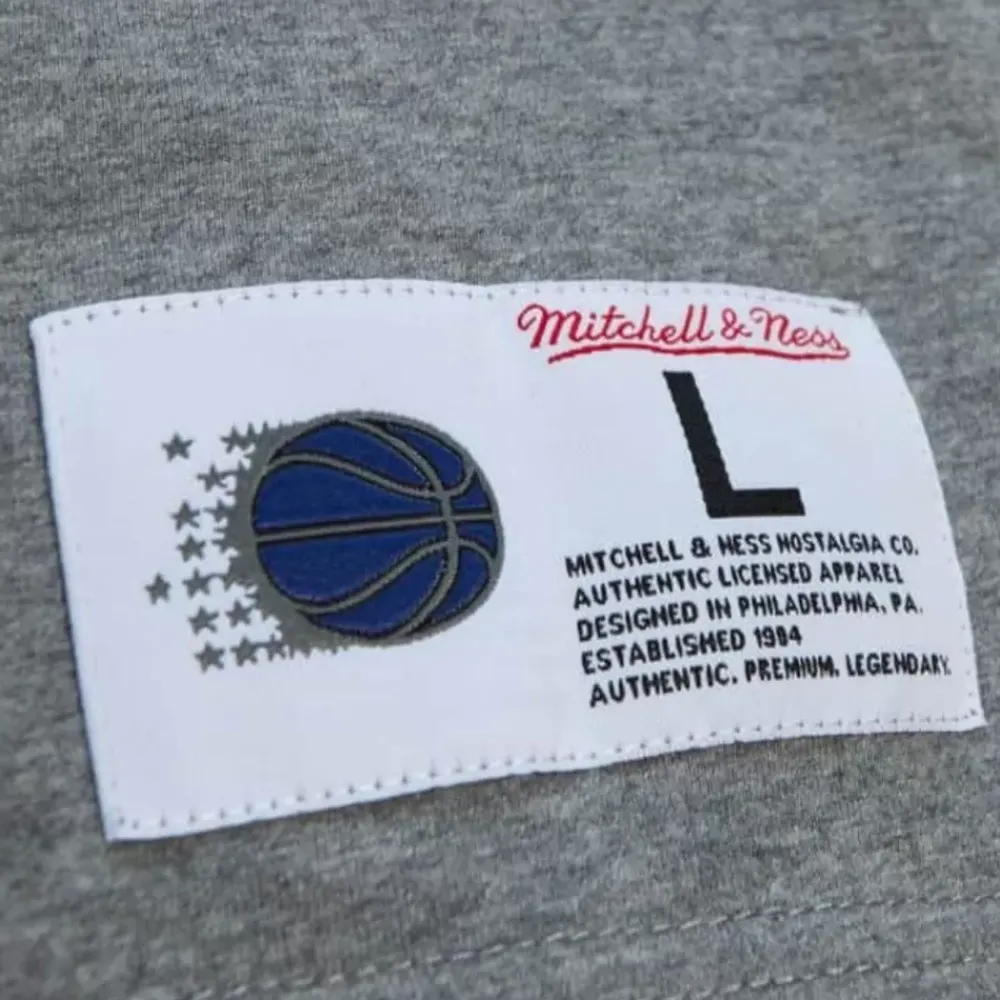 Mitchell & Ness
L
MITCHELL & NESS NOSTALGIA CO.
AUTHENTIC LICENSED APPAREL
DESIGNED IN PHILADELPHIA, PA.
ESTABLISHED 1904
AUTHENTIC. PREMIUM. LEGENDARY.